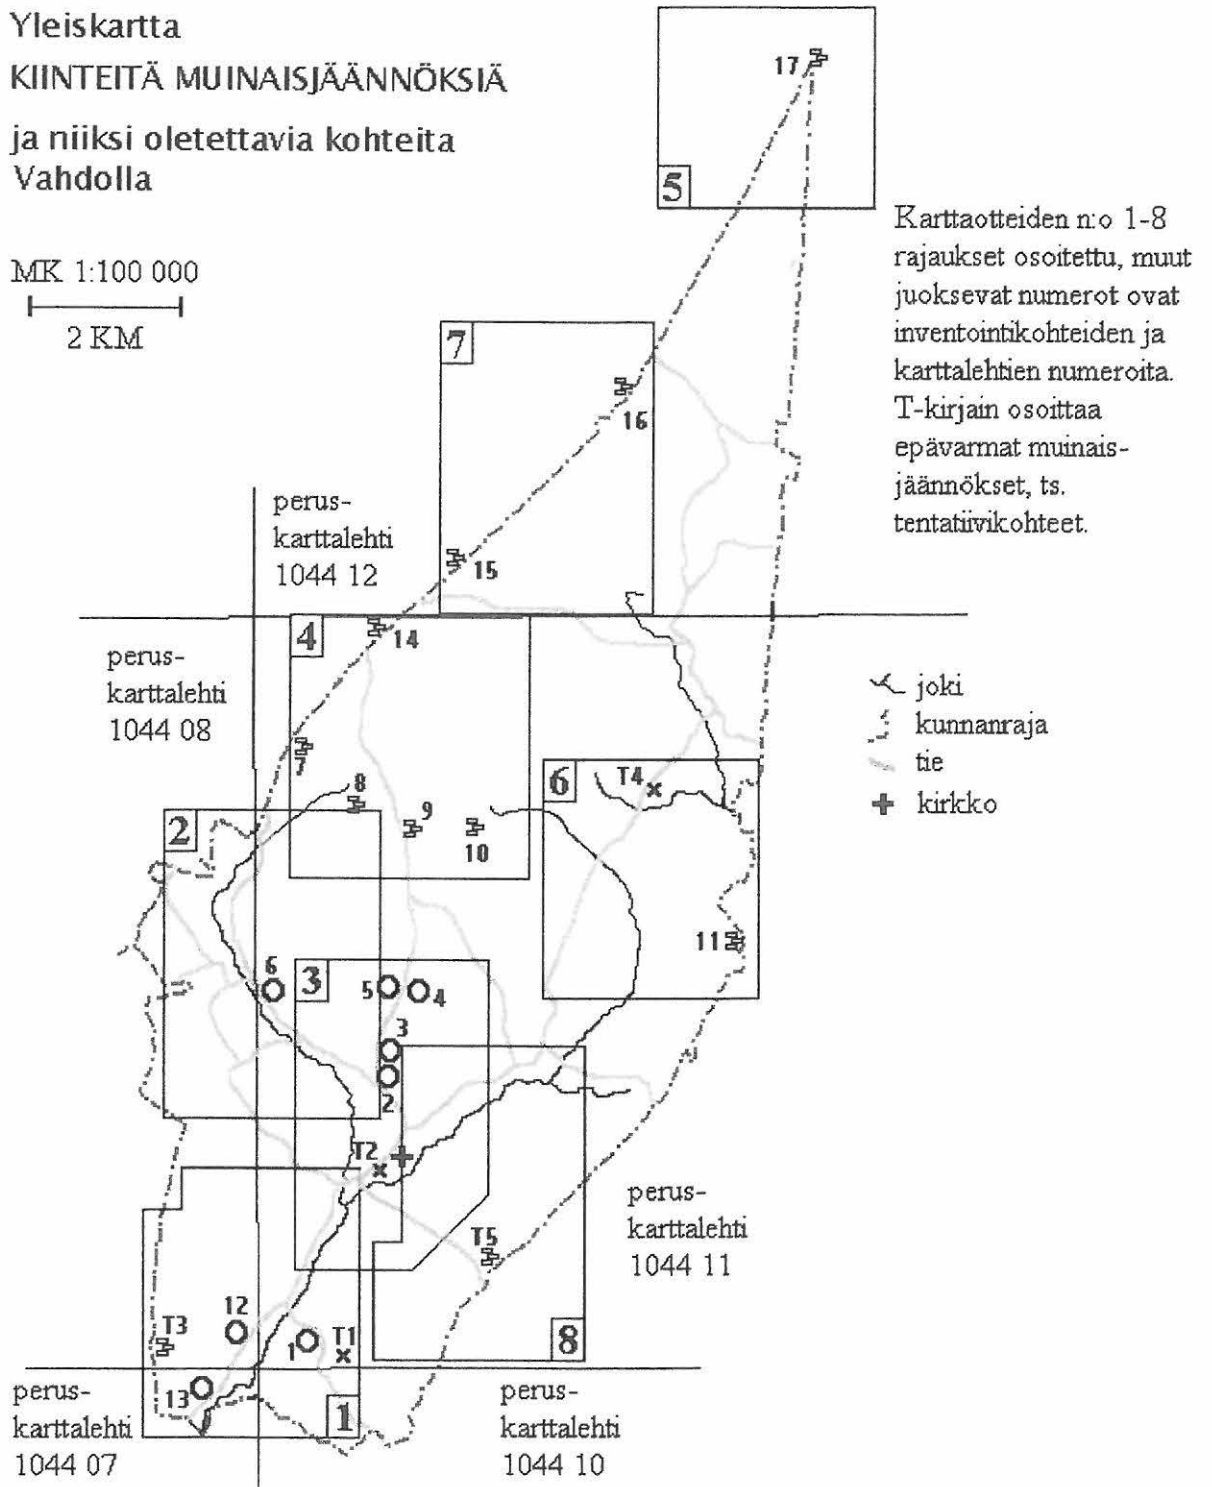 Yleiskartta
KIINTEITÄ MUINAISJÄÄNNÖKSIÄ
ja niiksi oletettavia kohteita
Vahdolla
MK 1:100 000
2 KM
17
5
Karttaotteiden n:o 1-8
rajaukset osoitettu, muut
juoksevat numerot ovat
inventointikohteiden ja
karttalehtien numeroita.
T-kirjain osoittaa
epävarmat muinais-
jäännökset, ts.
tentatiivikohteet.
7
16
15
perus-
karttalehti
1044 12
4
14
perus-
karttalehti
1044 08
joki
kunnanraja
tie
kirkko
7
8
9
10
6
T4
11
2
6
3
5
4
3
2
T2
perus-
karttalehti
1044 11
T5
8
T3
12
1
T1
13
1
perus-
karttalehti
1044 07
perus-
karttalehti
1044 10